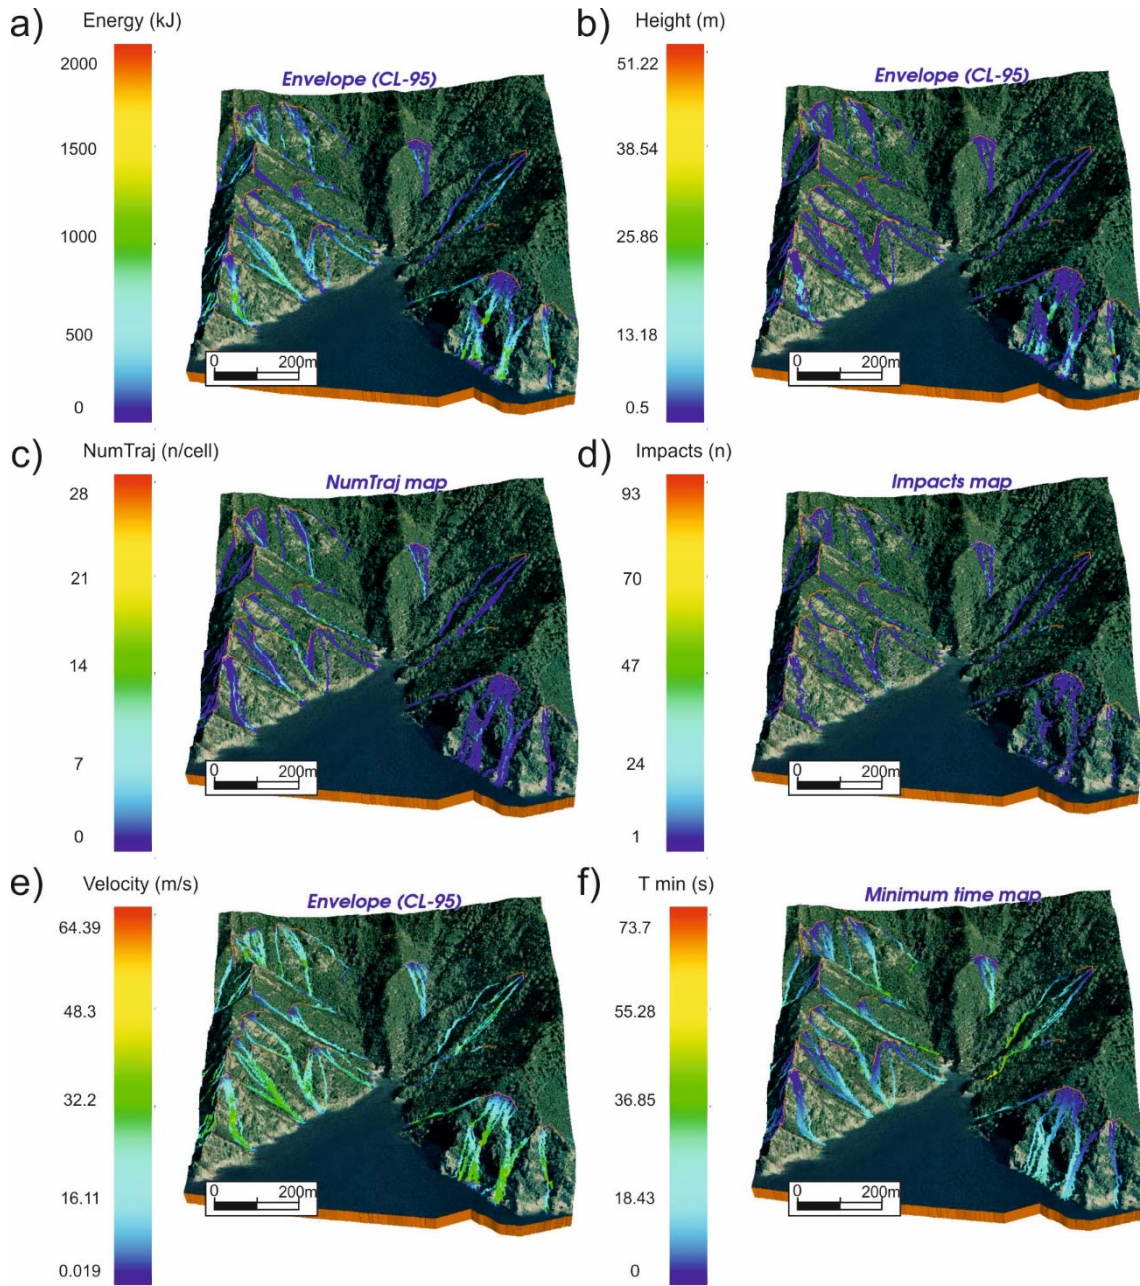 a) Energy (kJ)
2000
1500
1000
500
0
Envelope (CL-95)
0 200m
b) Height (m)
51.22
38.54
25.86
13.18
0.5
Envelope (CL-95)
0 200m
c) NumTraj (n/cell)
28
21
14
7
0
NumTraj map
0 200m
d) Impacts (n)
93
70
47
24
1
Impacts map
0 200m
e) Velocity (m/s)
64.39
48.3
32.2
16.11
0.019
Envelope (CL-95)
0 200m
f) T min (s)
73.7
55.28
36.85
18.43
0
Minimum time map
0 200m